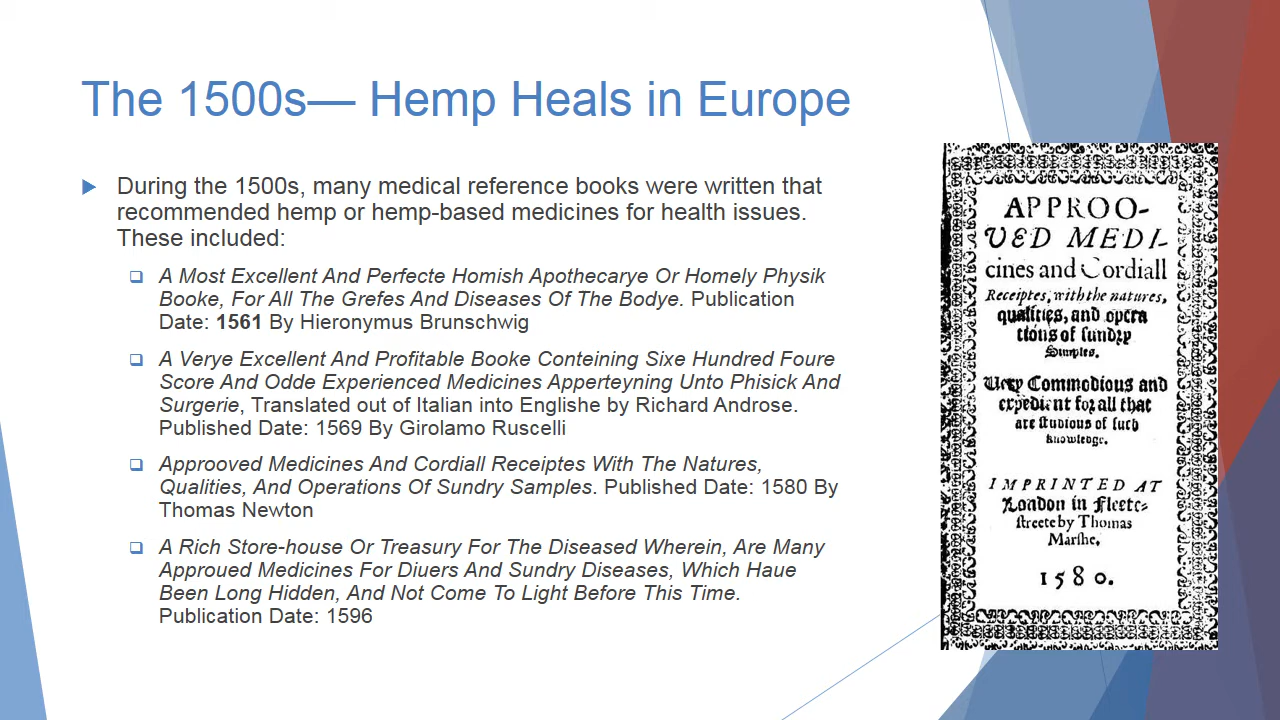 The 1500s— Hemp Heals in Europe
During the 1500s, many medical reference books were written that
recommended hemp or hemp-based medicines for health issues.
These included:
A Most Excellent And Perfecte Homish Apothecarye Or Homely Physik
Booke, For All The Grefes And Diseases Of The Bodye. Publication
Date: 1561 By Hieronymus Brunschwig
A Verye Excellent And Profitable Booke Conteining Sixe Hundred Foure
Score And Odde Experienced Medicines Apperteyning Unto Phisick And
Surgerie, Translated out of Italian into Englishe by Richard Androse.
Published Date: 1569 By Girolamo Ruscelli
Approoved Medicines And Cordiall Receiptes With The Natures,
Qualities, And Operations Of Sundry Samples. Published Date: 1580 By
Thomas Newton
A Rich Store-house Or Treasury For The Diseased Wherein, Are Many
Approued Medicines For Diuers And Sundry Diseases, Which Haue
Been Long Hidden, And Not Come To Light Before This Time.
Publication Date: 1596
APPROO-
VED MEDI-
cines and Cordiall
Receiptes, with the natures,
qualities, and opera
tions of sundry
Simples.
Very Commodious and
expedient for all that
are studious of such
knowledge.
IMPRINTED AT
London in Fleete-
streete by Thomas
Marshe.
1580.